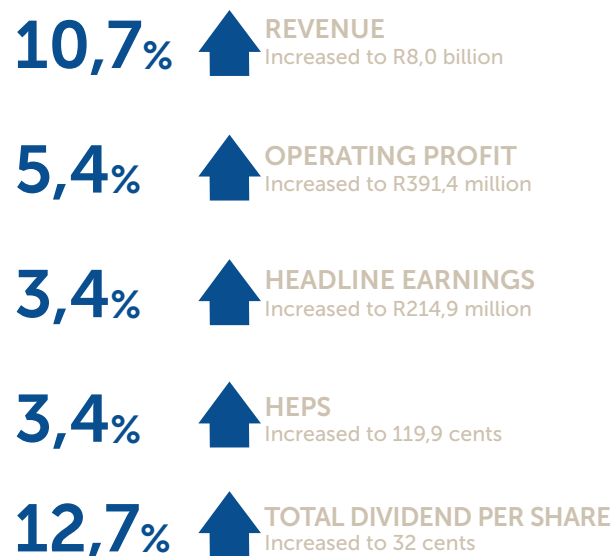 10,7%
REVENUE
Increased to R8,0 billion
5,4%
OPERATING PROFIT
Increased to R391,4 million
3,4%
HEADLINE EARNINGS
Increased to R214,9 million
3,4%
HEPS
Increased to 119,9 cents
12,7%
TOTAL DIVIDEND PER SHARE
Increased to 32 cents